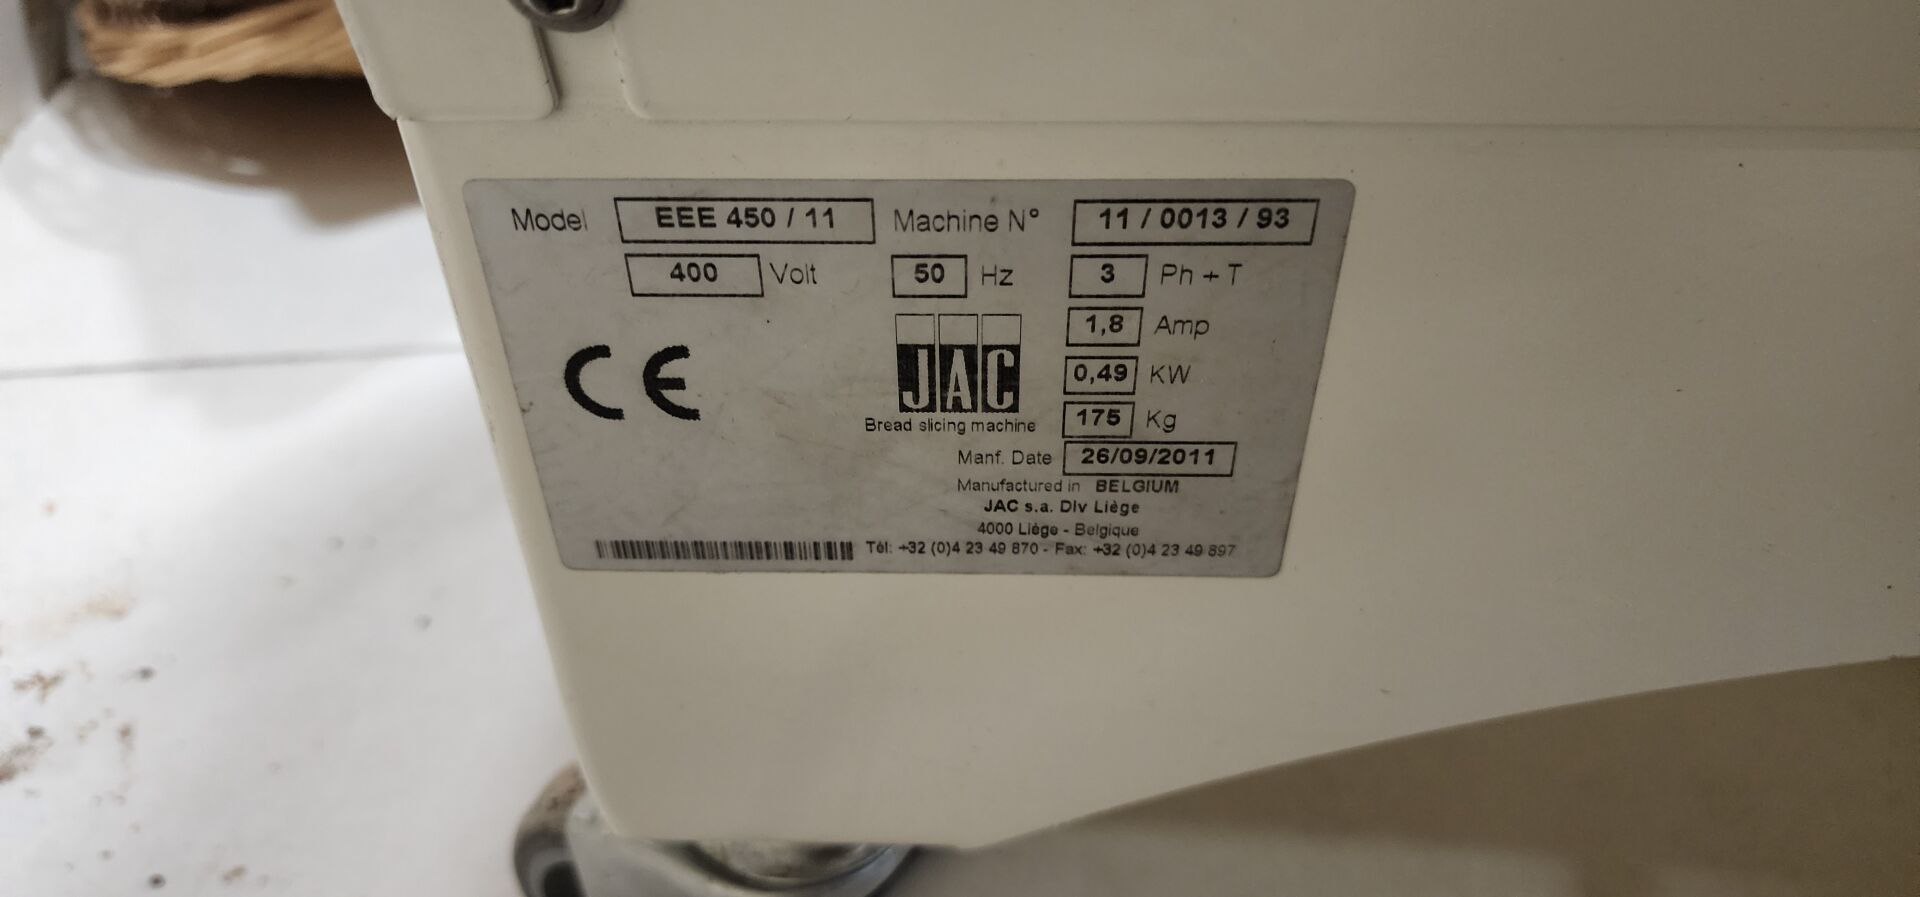 Model EEE 450 / 11 Machine N° 11 / 0013 / 93
400 Volt 50 Hz 3 Ph + T
1,8 Amp
CE JAC 0,49 KW
Bread slicing machine 175 Kg
Manf. Date 26/09/2011
Manufactured in BELGIUM
JAC s.a. Div Liège
4000 Liège - Belgique
Tél: +32 (0)4 23 49 870 - Fax: +32 (0)4 23 49 897